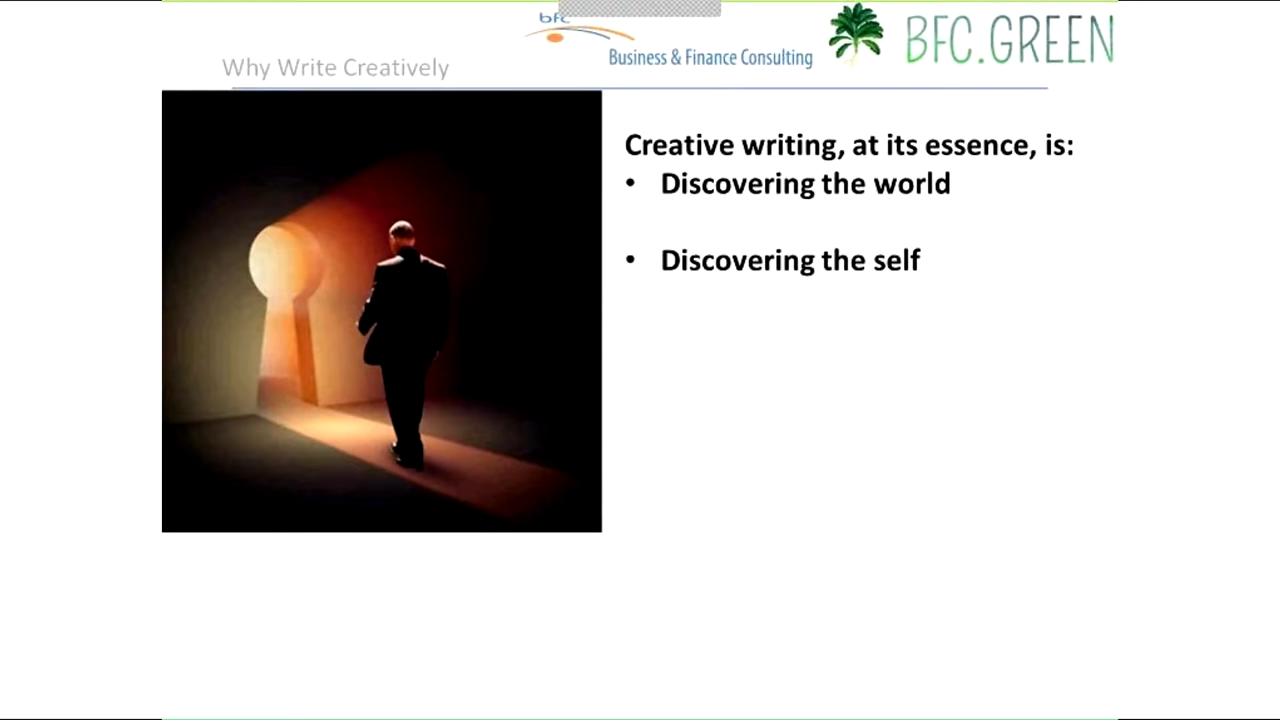 bfc
Business & Finance Consulting
BFC.GREEN
Why Write Creatively
Creative writing, at its essence, is:
• Discovering the world
• Discovering the self